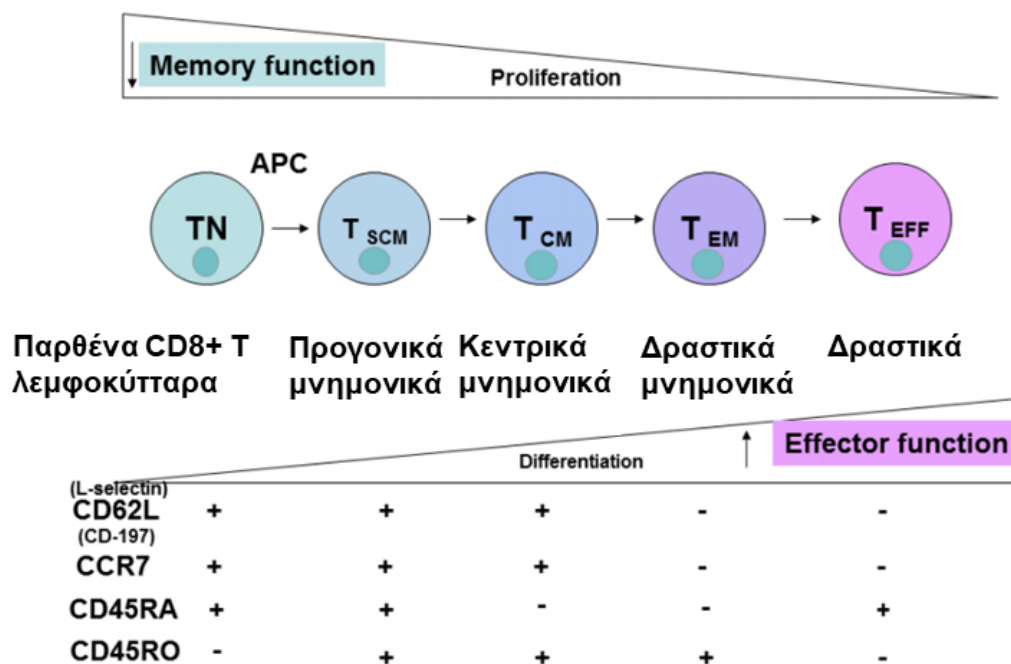 Memory function
Proliferation
APC
TN
T SCM
T CM
T EM
T EFF
Παρθένα CD8+ T
λεμφοκύτταρα
Προγονικά
μνημονικά
Κεντρικά
μνημονικά
Δραστικά
μνημονικά
Δραστικά
Effector function
Differentiation
(L-selectin)
CD62L + + + - -
(CD-197)
CCR7 + + + - -
CD45RA + + - - +
CD45RO - + + + -